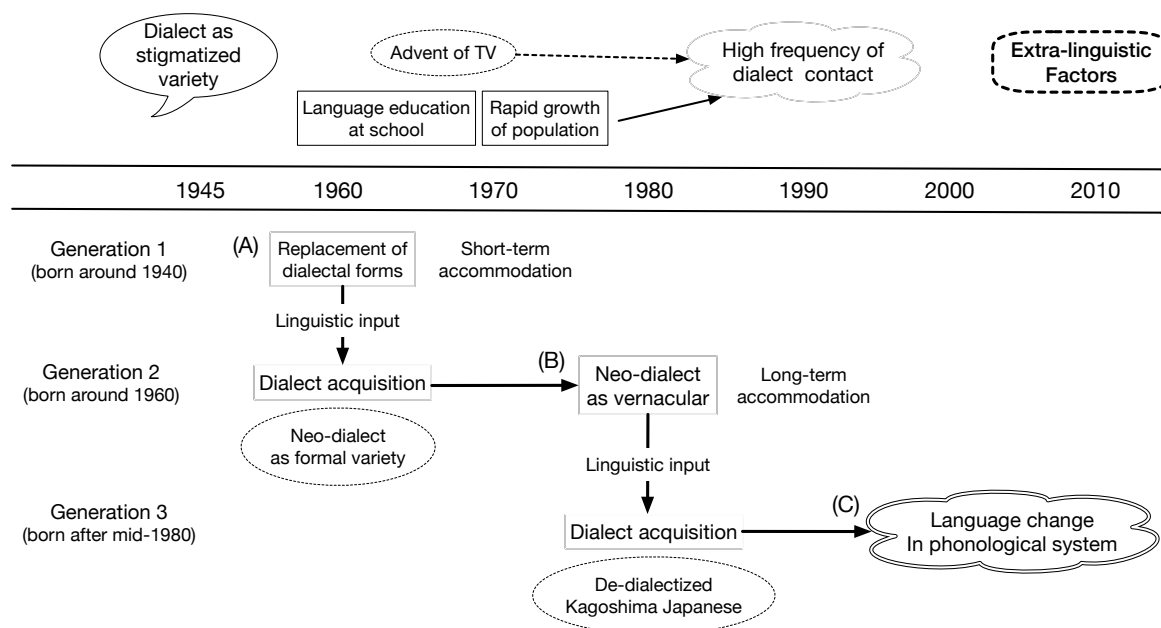 Dialect as
stigmatized
variety
Advent of TV
High frequency of
dialect contact
Extra-linguistic
Factors
Language education
at school
Rapid growth
of population
1945 1960 1970 1980 1990 2000 2010
Generation 1
(born around 1940)
(A)
Replacement of
dialectal forms
Short-term
accommodation
Linguistic input
Generation 2
(born around 1960)
Dialect acquisition
(B)
Neo-dialect
as vernacular
Long-term
accommodation
Neo-dialect
as formal variety
Linguistic input
Generation 3
(born after mid-1980)
Dialect acquisition
(C)
Language change
In phonological system
De-dialectized
Kagoshima Japanese